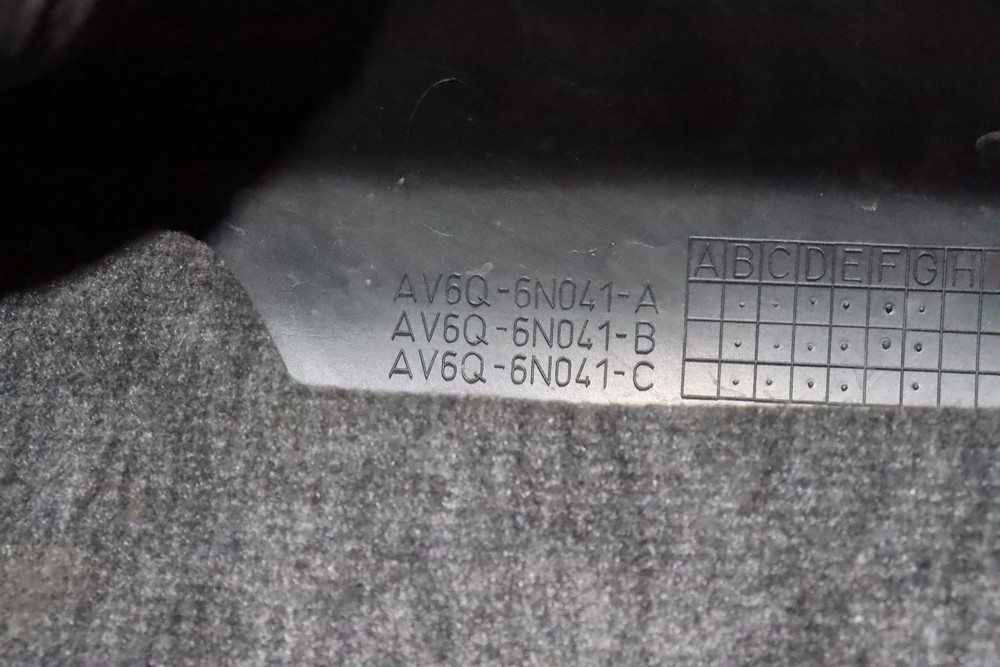 AV6Q-6N041-A
AV6Q-6N041-B
AV6Q-6N041-C
A B C D E F G H